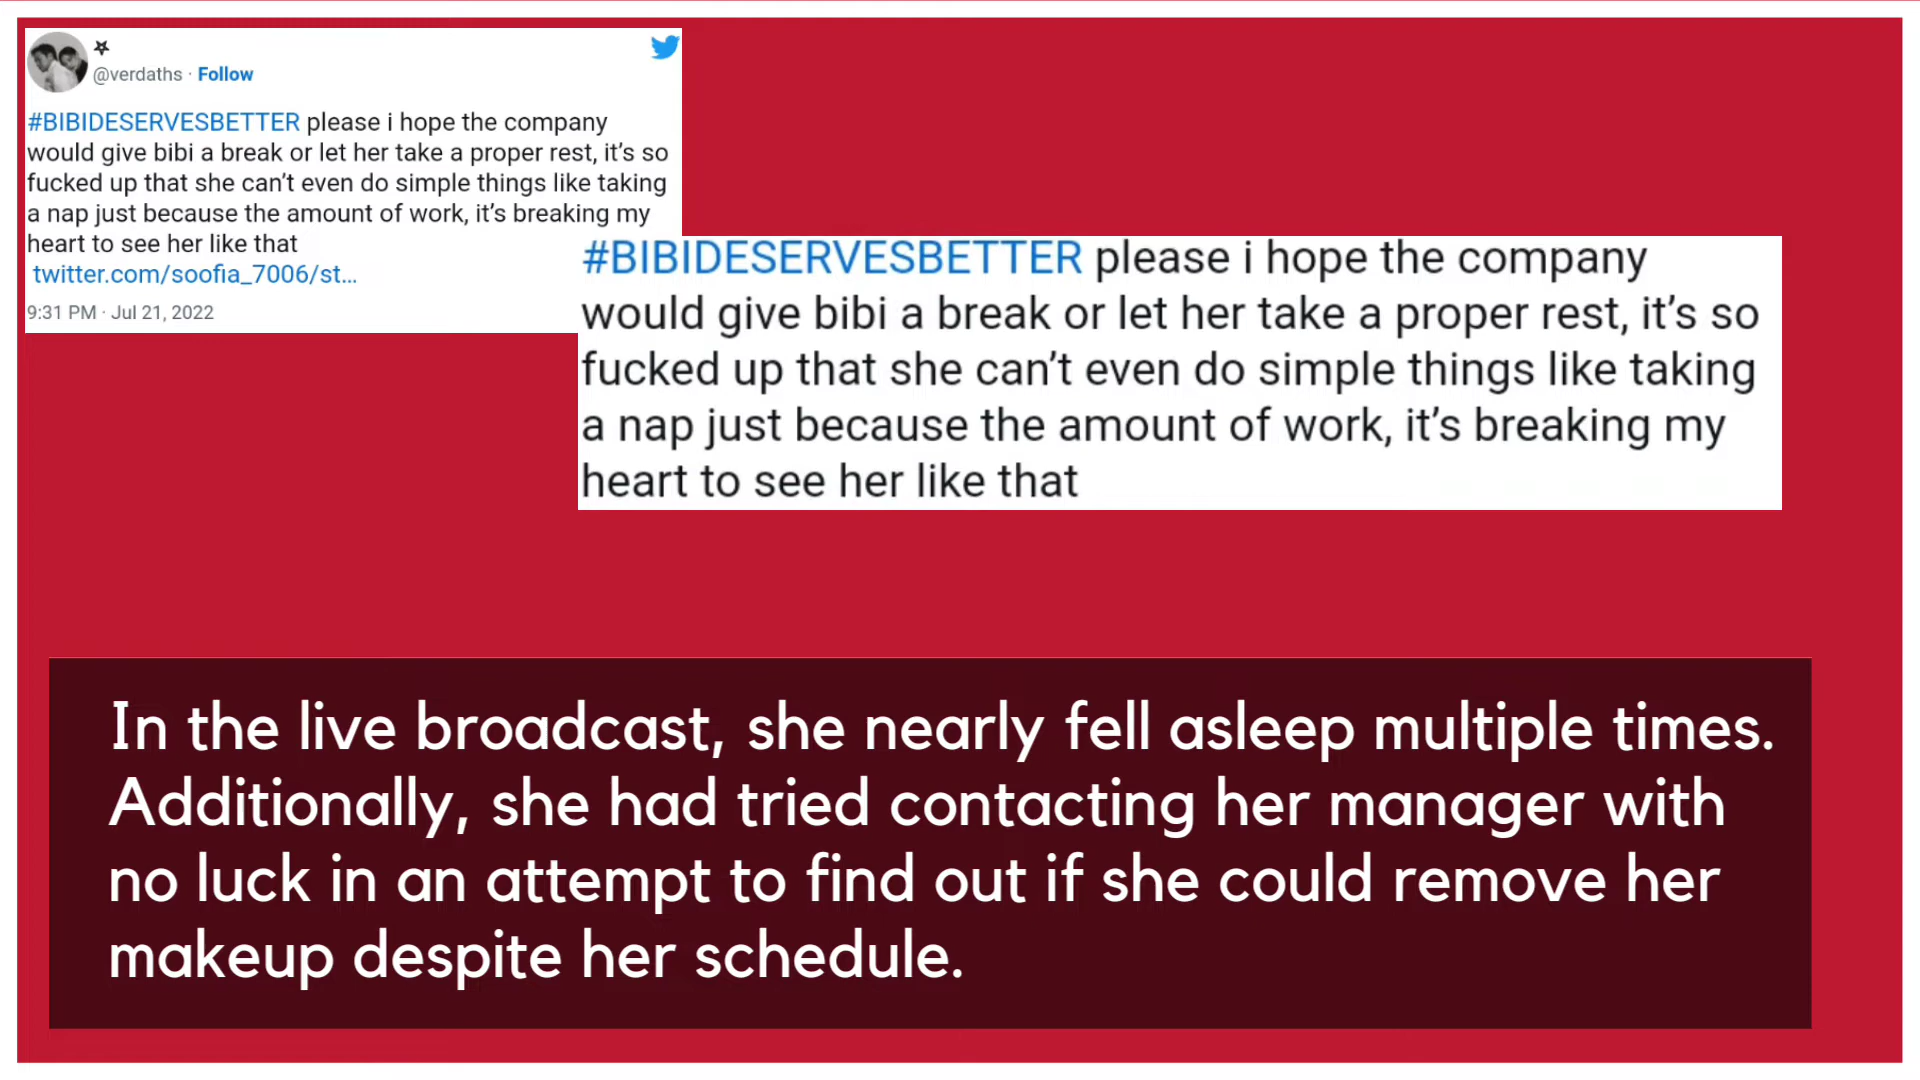 @verdaths · Follow
#BIBIDESERVESBETTER please i hope the company
would give bibi a break or let her take a proper rest, it’s so
fucked up that she can’t even do simple things like taking
a nap just because the amount of work, it’s breaking my
heart to see her like that
twitter.com/soofia_7006/st...
9:31 PM · Jul 21, 2022
#BIBIDESERVESBETTER please i hope the company
would give bibi a break or let her take a proper rest, it’s so
fucked up that she can’t even do simple things like taking
a nap just because the amount of work, it’s breaking my
heart to see her like that
In the live broadcast, she nearly fell asleep multiple times.
Additionally, she had tried contacting her manager with
no luck in an attempt to find out if she could remove her
makeup despite her schedule.